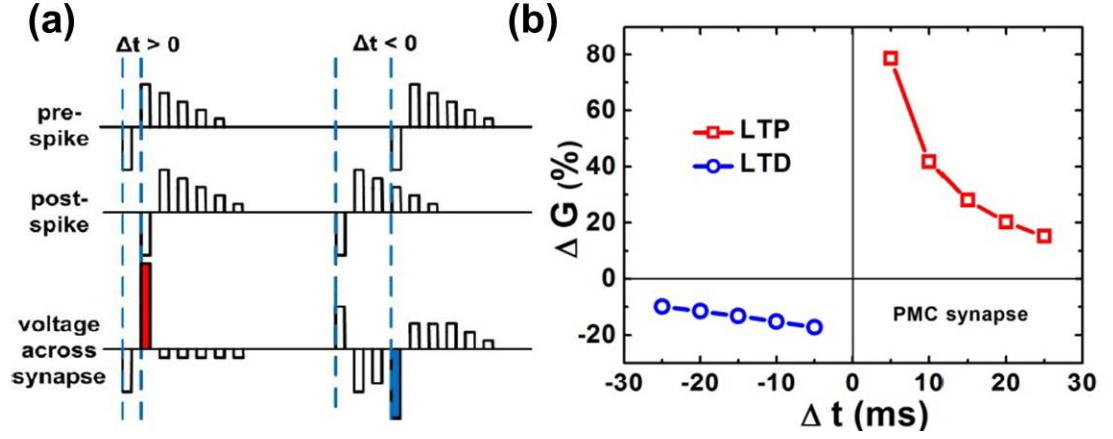 (a)
Δt > 0
Δt < 0
pre-
spike
post-
spike
voltage
across
synapse
(b)
Δ G (%)
80
60
40
20
0
-20
LTP
LTD
PMC synapse
-30 -20 -10 0 10 20 30
Δ t (ms)